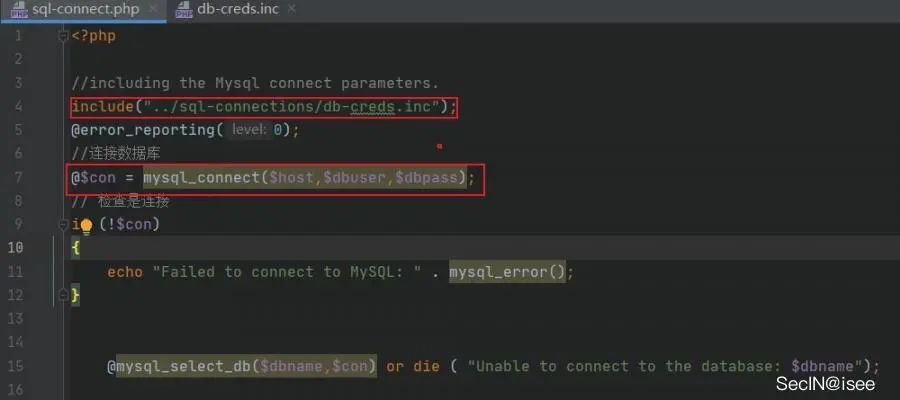 sql-connect.php db-creds.inc
1 <?php
2
3 //including the Mysql connect parameters.
4 include("../sql-connections/db-creds.inc");
5 @error_reporting( level: 0);
6 //连接数据库
7 @$con = mysql_connect($host,$dbuser,$dbpass);
8 // 检查是连接
9 i (!$con)
10 {
11 echo "Failed to connect to MySQL: " . mysql_error();
12 }
13
14
15 @mysql_select_db($dbname,$con) or die ( "Unable to connect to the database: $dbname");
16
SecIN@isee